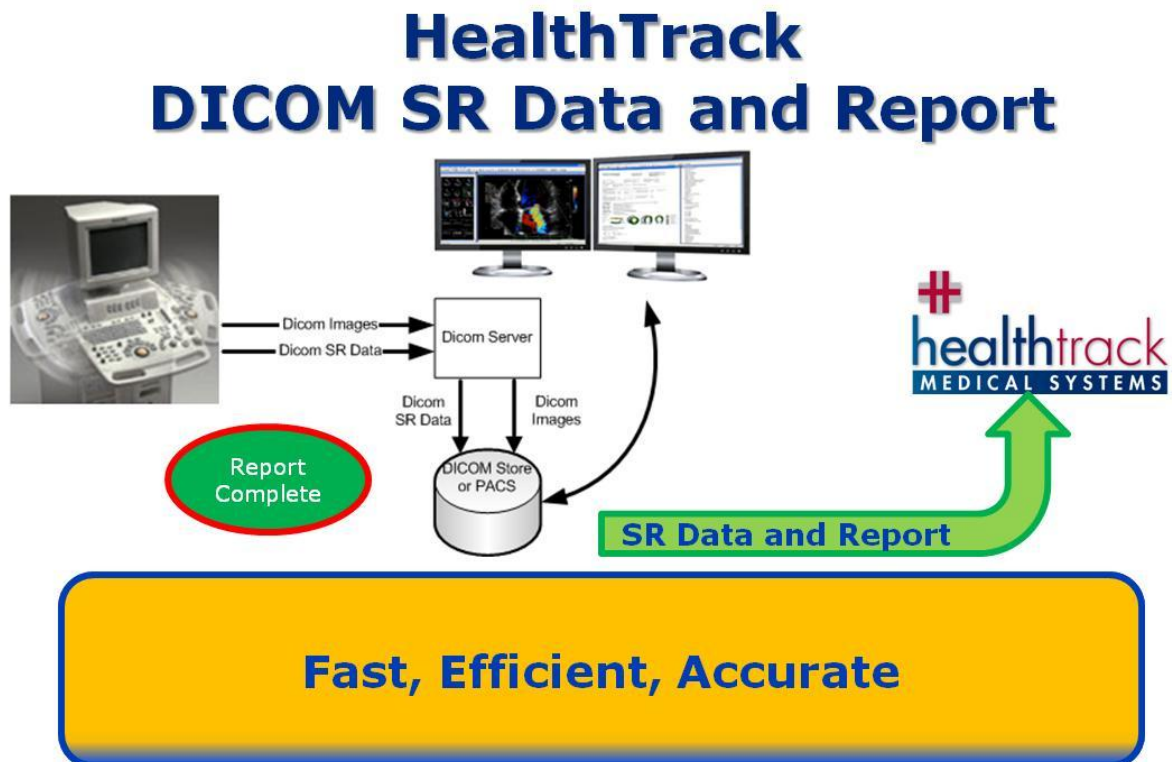 HealthTrack
DICOM SR Data and Report
Dicom Images
Dicom SR Data
Dicom Server
Dicom
SR Data
Dicom
Images
Report
Complete
DICOM Store
or PACS
healthtrack
MEDICAL SYSTEMS
SR Data and Report
Fast, Efficient, Accurate